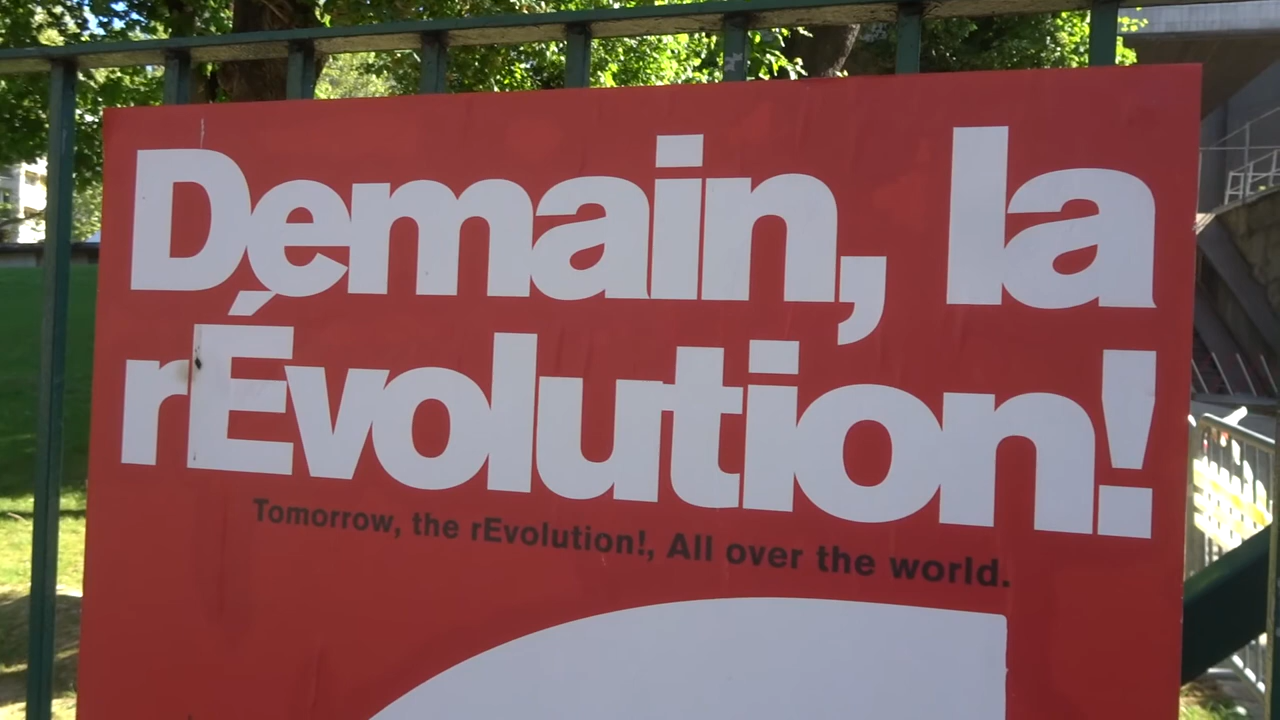 Demain, la
rÉvolution!
Tomorrow, the rEvolution!, All over the world.